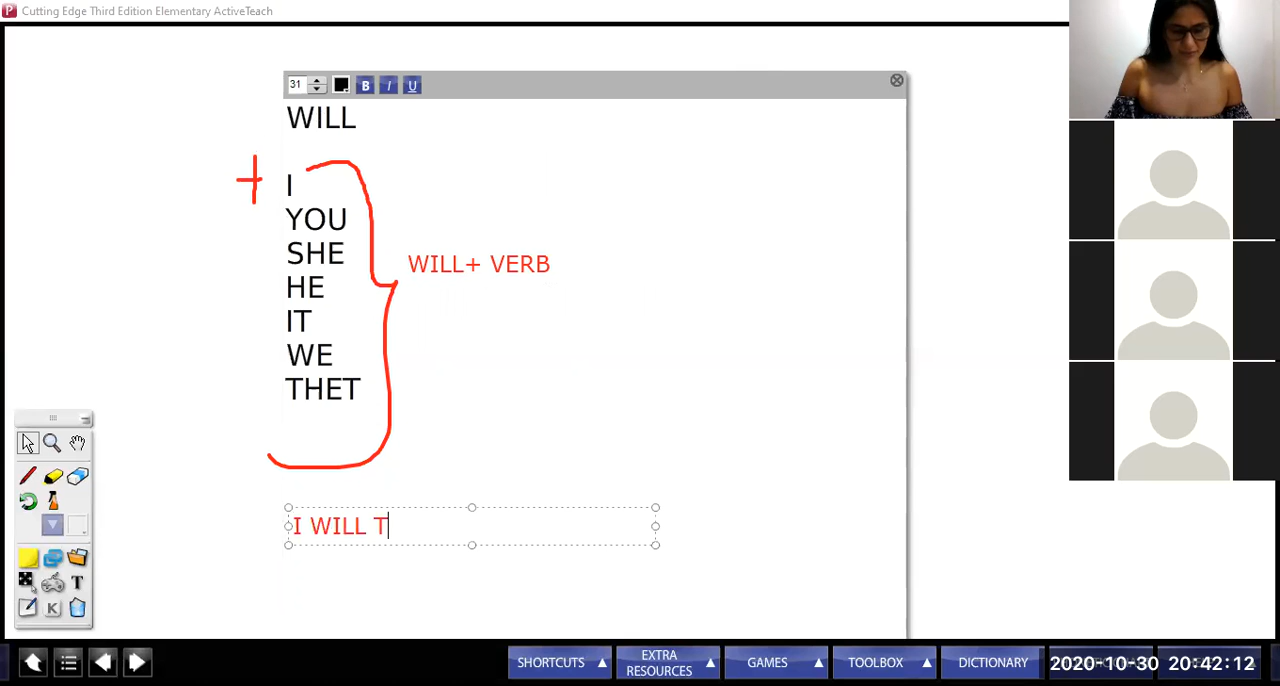 Cutting Edge Third Edition Elementary ActiveTeach
31
B I U
WILL
+
I
YOU
SHE
HE
IT
WE
THET
WILL+ VERB
I WILL T
T
K
SHORTCUTS
EXTRA
RESOURCES
GAMES
TOOLBOX
DICTIONARY
2020-10-30 20:42:12